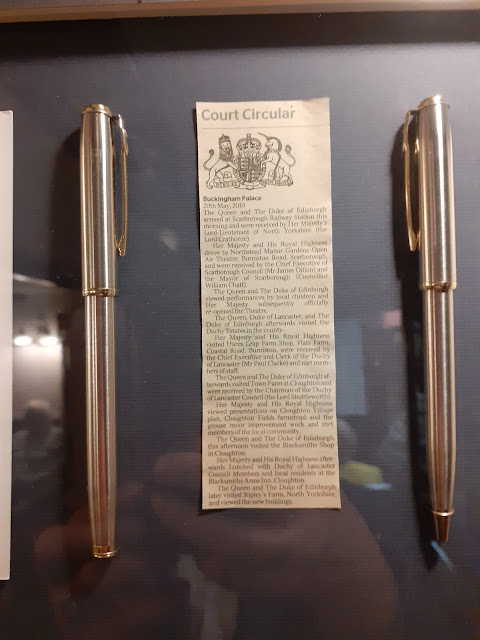 Court Circular
Buckingham Palace
20th May, 2010
The Queen and The Duke of Edinburgh
arrived at Scarborough Railway Station this
morning and were received by Her Majesty's
Lord-Lieutenant of North Yorkshire (the
Lord Crathorne).
Her Majesty and His Royal Highness
drove to Northstead Manor Gardens Open
Air Theatre, Burniston Road, Scarborough,
and were received by the Chief Executive of
Scarborough Council (Mr James Dillon) and
the Mayor of Scarborough (Councillor
William Chatt).
The Queen and The Duke of Edinburgh
viewed performances by local children and
Her Majesty subsequently officially
re-opened the Theatre.
The Queen, Duke of Lancaster, and The
Duke of Edinburgh afterwards visited the
Duchy Estates in the county.
Her Majesty and His Royal Highness
visited Hares Leap Farm Shop, Flats Farm,
Coastal Road, Burniston, were received by the
Chief Executive and Clerk of the Duchy
of Lancaster (Mr Paul Clarke) and met mem-
bers of staff.
The Queen and The Duke of Edinburgh af-
terwards visited Town Farm at Cloughton and
were received by the Chairman of the Duchy
of Lancaster Council (the Lord Shuttleworth).
Her Majesty and His Royal Highness
viewed presentations on Cloughton Village
plan, Cloughton Fields farmstead and the
grouse moor improvement work and met
members of the local community.
The Queen and The Duke of Edinburgh
this afternoon visited the Blacksmiths Shop
in Cloughton.
Her Majesty and His Royal Highness after-
wards Lunched with Duchy of Lancaster
Council Members and local residents at the
Blacksmiths Arms Inn, Cloughton.
The Queen and The Duke of Edinburgh
later visited Ripley's Farm, North Yorkshire,
and viewed the new buildings.